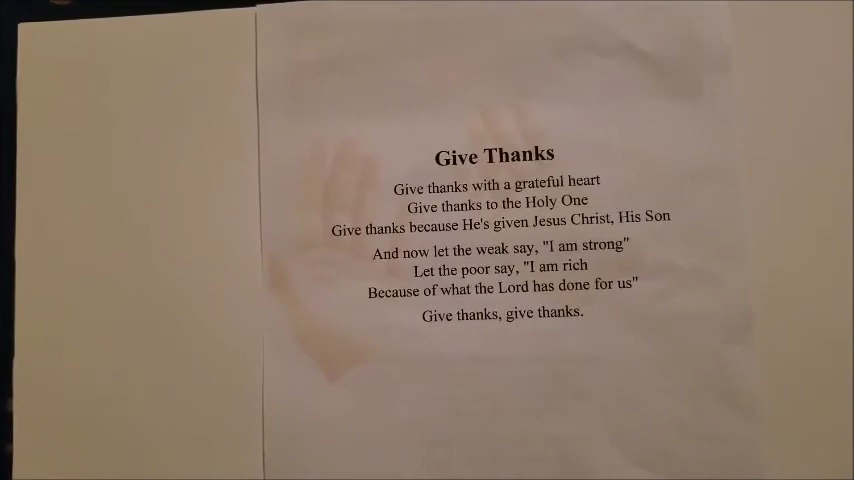 Give Thanks
Give thanks with a grateful heart
Give thanks to the Holy One
Give thanks because He's given Jesus Christ, His Son
And now let the weak say, "I am strong"
Let the poor say, "I am rich
Because of what the Lord has done for us"
Give thanks, give thanks.